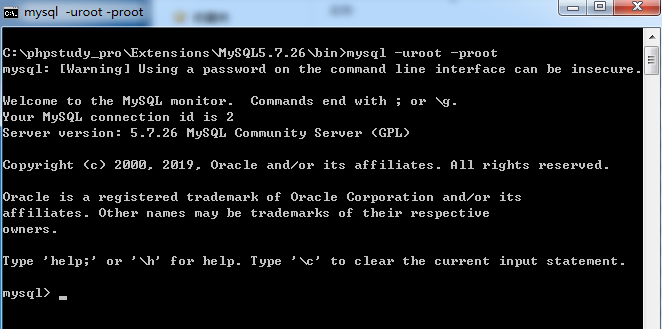 mysql -uroot -proot
C:\phpstudy_pro\Extensions\MySQL5.7.26\bin>mysql -uroot -proot
mysql: [Warning] Using a password on the command line interface can be insecure.
Welcome to the MySQL monitor.  Commands end with ; or \g.
Your MySQL connection id is 2
Server version: 5.7.26 MySQL Community Server (GPL)
Copyright (c) 2000, 2019, Oracle and/or its affiliates. All rights reserved.
Oracle is a registered trademark of Oracle Corporation and/or its
affiliates. Other names may be trademarks of their respective
owners.
Type 'help;' or '\h' for help. Type '\c' to clear the current input statement.
mysql> _